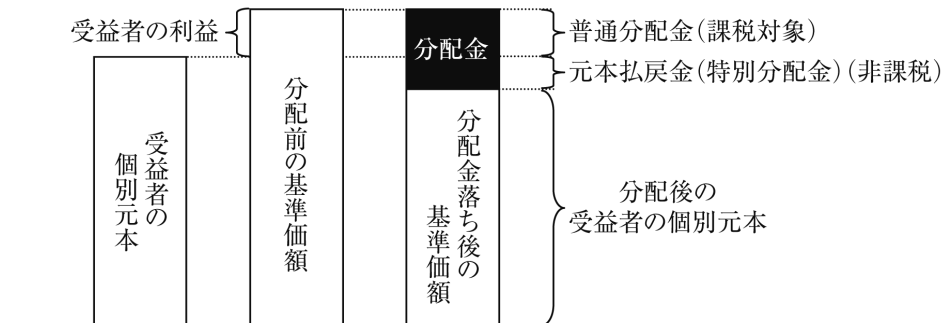 受益者の利益
受益者の
個別元本
分配前の基準価額
分配金
分配金落ち後の
基準価額
普通分配金(課税対象)
元本払戻金(特別分配金)(非課税)
分配後の
受益者の個別元本